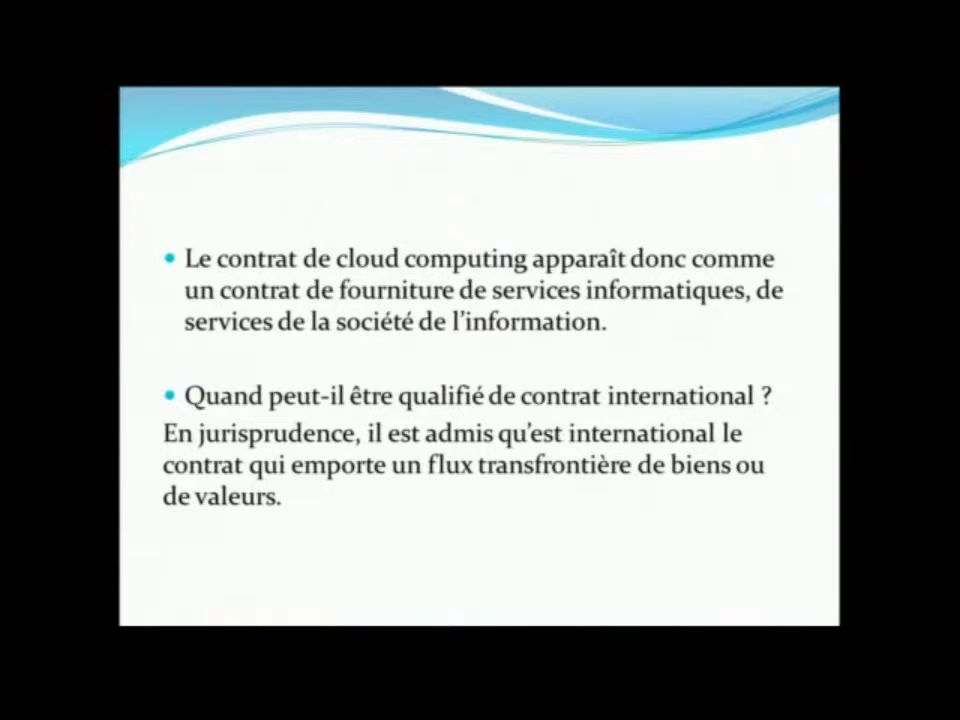 • Le contrat de cloud computing apparaît donc comme
un contrat de fourniture de services informatiques, de
services de la société de l’information.
• Quand peut-il être qualifié de contrat international ?
En jurisprudence, il est admis qu’est international le
contrat qui emporte un flux transfrontière de biens ou
de valeurs.